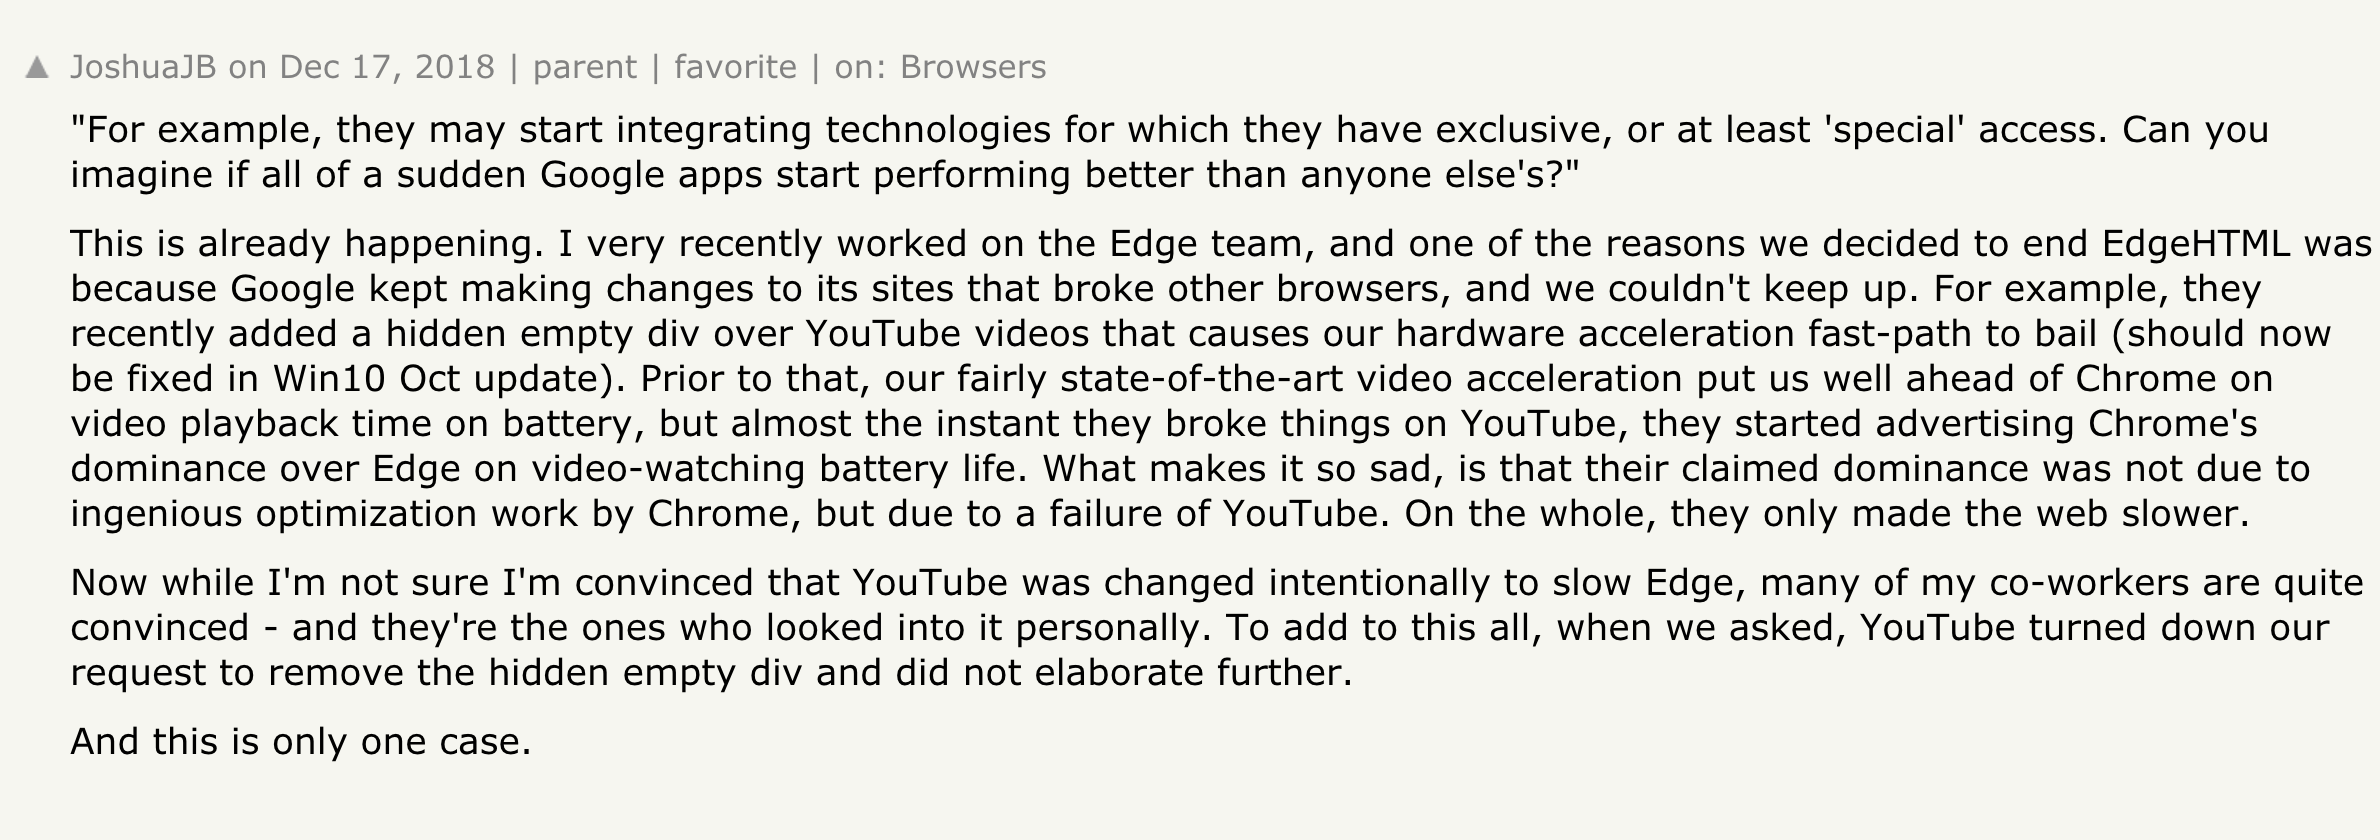 ▲ JoshuaJB on Dec 17, 2018 | parent | favorite | on: Browsers
"For example, they may start integrating technologies for which they have exclusive, or at least 'special' access. Can you
imagine if all of a sudden Google apps start performing better than anyone else's?"
This is already happening. I very recently worked on the Edge team, and one of the reasons we decided to end EdgeHTML was
because Google kept making changes to its sites that broke other browsers, and we couldn't keep up. For example, they
recently added a hidden empty div over YouTube videos that causes our hardware acceleration fast-path to bail (should now
be fixed in Win10 Oct update). Prior to that, our fairly state-of-the-art video acceleration put us well ahead of Chrome on
video playback time on battery, but almost the instant they broke things on YouTube, they started advertising Chrome's
dominance over Edge on video-watching battery life. What makes it so sad, is that their claimed dominance was not due to
ingenious optimization work by Chrome, but due to a failure of YouTube. On the whole, they only made the web slower.
Now while I'm not sure I'm convinced that YouTube was changed intentionally to slow Edge, many of my co-workers are quite
convinced - and they're the ones who looked into it personally. To add to this all, when we asked, YouTube turned down our
request to remove the hidden empty div and did not elaborate further.
And this is only one case.